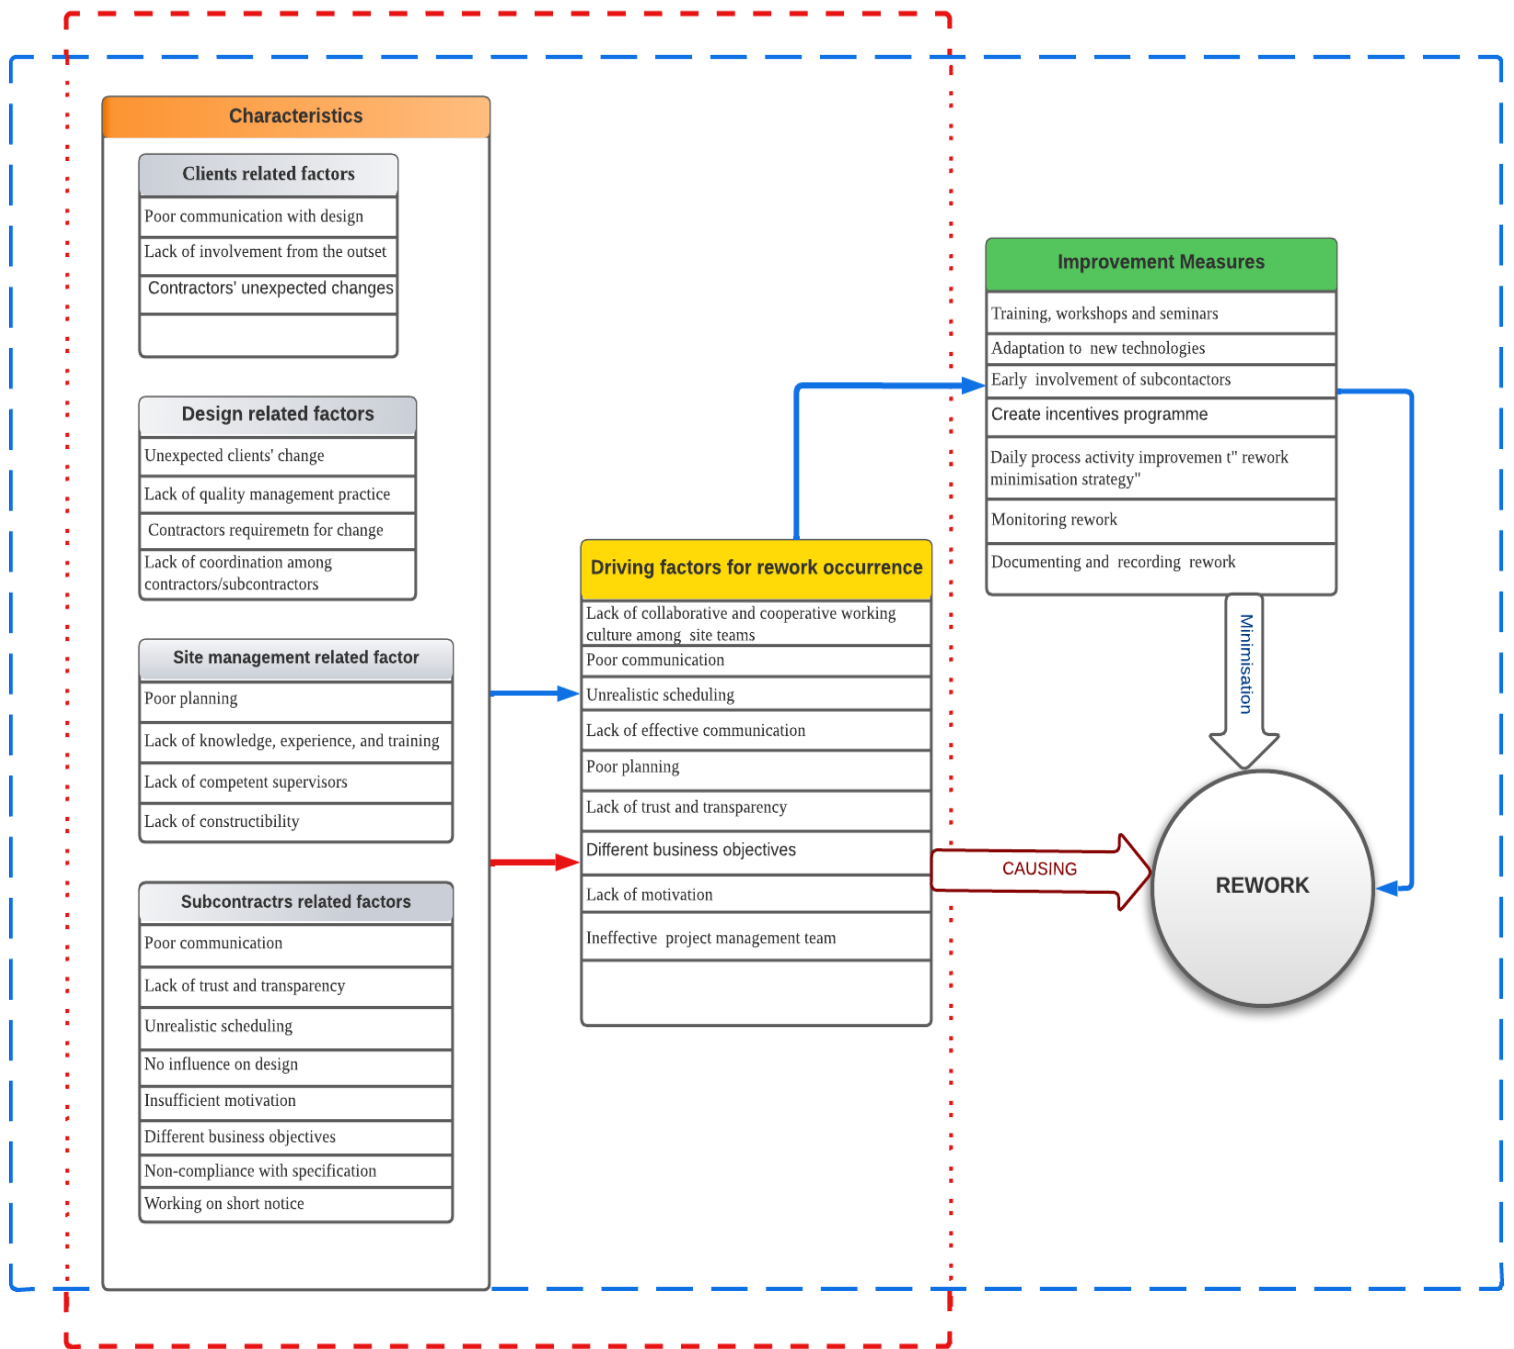 Characteristics
Clients related factors
Poor communication with design
Lack of involvement from the outset
Contractors' unexpected changes
Design related factors
Unexpected clients' change
Lack of quality management practice
Contractors requiremetn for change
Lack of coordination among
contractors/subcontractors
Site management related factor
Poor planning
Lack of knowledge, experience, and training
Lack of competent supervisors
Lack of constructibility
Subcontractrs related factors
Poor communication
Lack of trust and transparency
Unrealistic scheduling
No influence on design
Insufficient motivation
Different business objectives
Non-compliance with specification
Working on short notice
Driving factors for rework occurrence
Lack of collaborative and cooperative working
culture among  site teams
Poor communication
Unrealistic scheduling
Lack of effective communication
Poor planning
Lack of trust and transparency
Different business objectives
Lack of motivation
Ineffective  project management team
Improvement Measures
Training, workshops and seminars
Adaptation to  new technologies
Early  involvement of subcontactors
Create incentives programme
Daily process activity improvemen t" rework
minimisation strategy"
Monitoring rework
Documenting and  recording  rework
Minimisation
CAUSING
REWORK